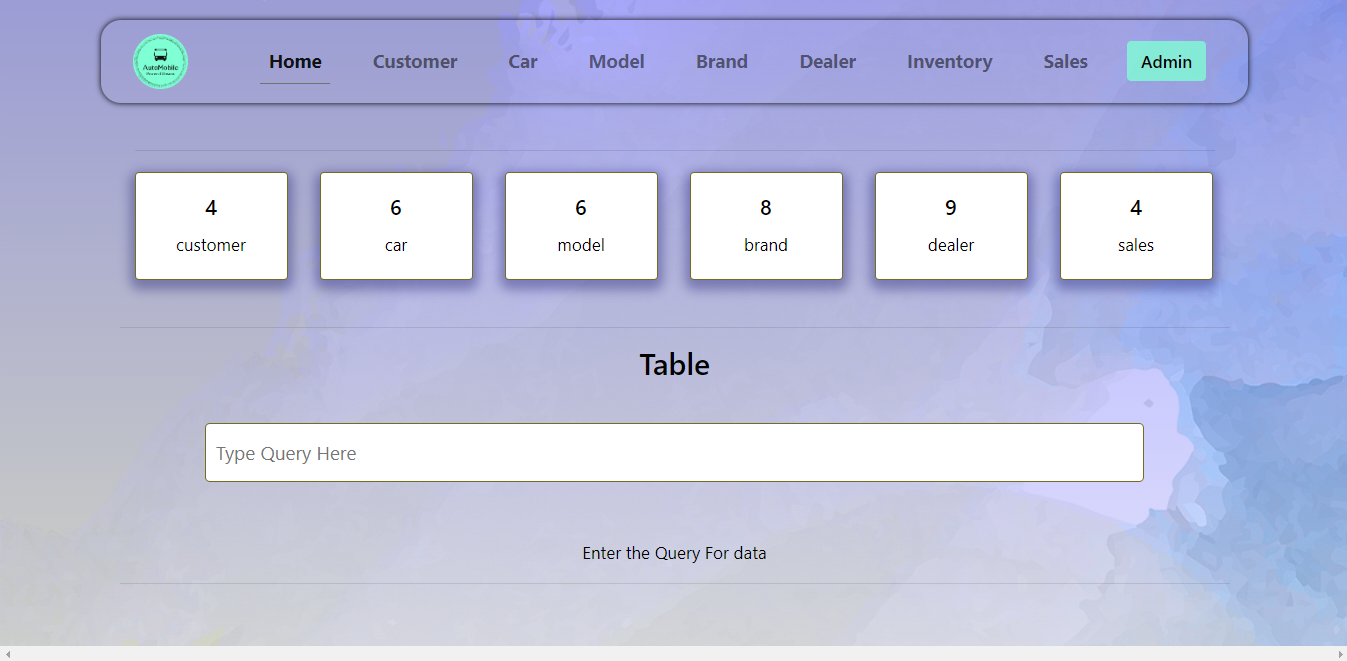 AutoMobile
Home Customer Car Model Brand Dealer Inventory Sales Admin
4 6 6 8 9 4
customer car model brand dealer sales
Table
Type Query Here
Enter the Query For data